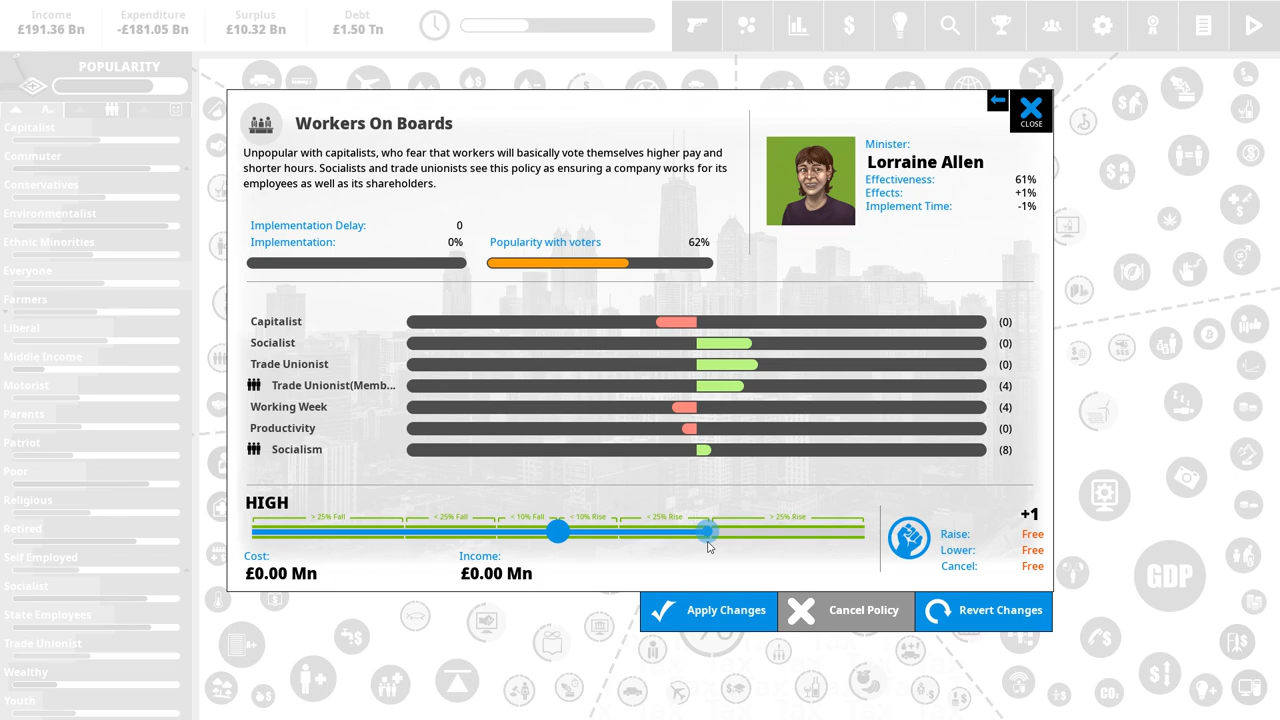 Income
£191.36 Bn
Expenditure
-£181.05 Bn
Surplus
£10.32 Bn
Debt
£1.50 Tn
POPULARITY
Capitalist
Commuter
Conservatives
Environmentalist
Ethnic Minorities
Everyone
Farmers
Liberal
Middle Income
Motorist
Parents
Patriot
Poor
Religious
Retired
Self Employed
Socialist
State Employees
Trade Unionist
Wealthy
Youth
Workers On Boards
Unpopular with capitalists, who fear that workers will basically vote themselves higher pay and
shorter hours. Socialists and trade unionists see this policy as ensuring a company works for its
employees as well as its shareholders.
Implementation Delay: 0
Implementation: 0%
Popularity with voters 62%
CLOSE
Minister:
Lorraine Allen
Effectiveness: 61%
Effects: +1%
Implement Time: -1%
Capitalist (0)
Socialist (0)
Trade Unionist (0)
Trade Unionist(Memb... (4)
Working Week (4)
Productivity (0)
Socialism (8)
HIGH
> 25% Fall < 25% Fall < 10% Fall < 10% Rise < 25% Rise > 25% Rise
Cost:
£0.00 Mn
Income:
£0.00 Mn
+1
Raise: Free
Lower: Free
Cancel: Free
Apply Changes
Cancel Policy
Revert Changes
GDP
CO₂
Tax Tax Tax Tax Tax